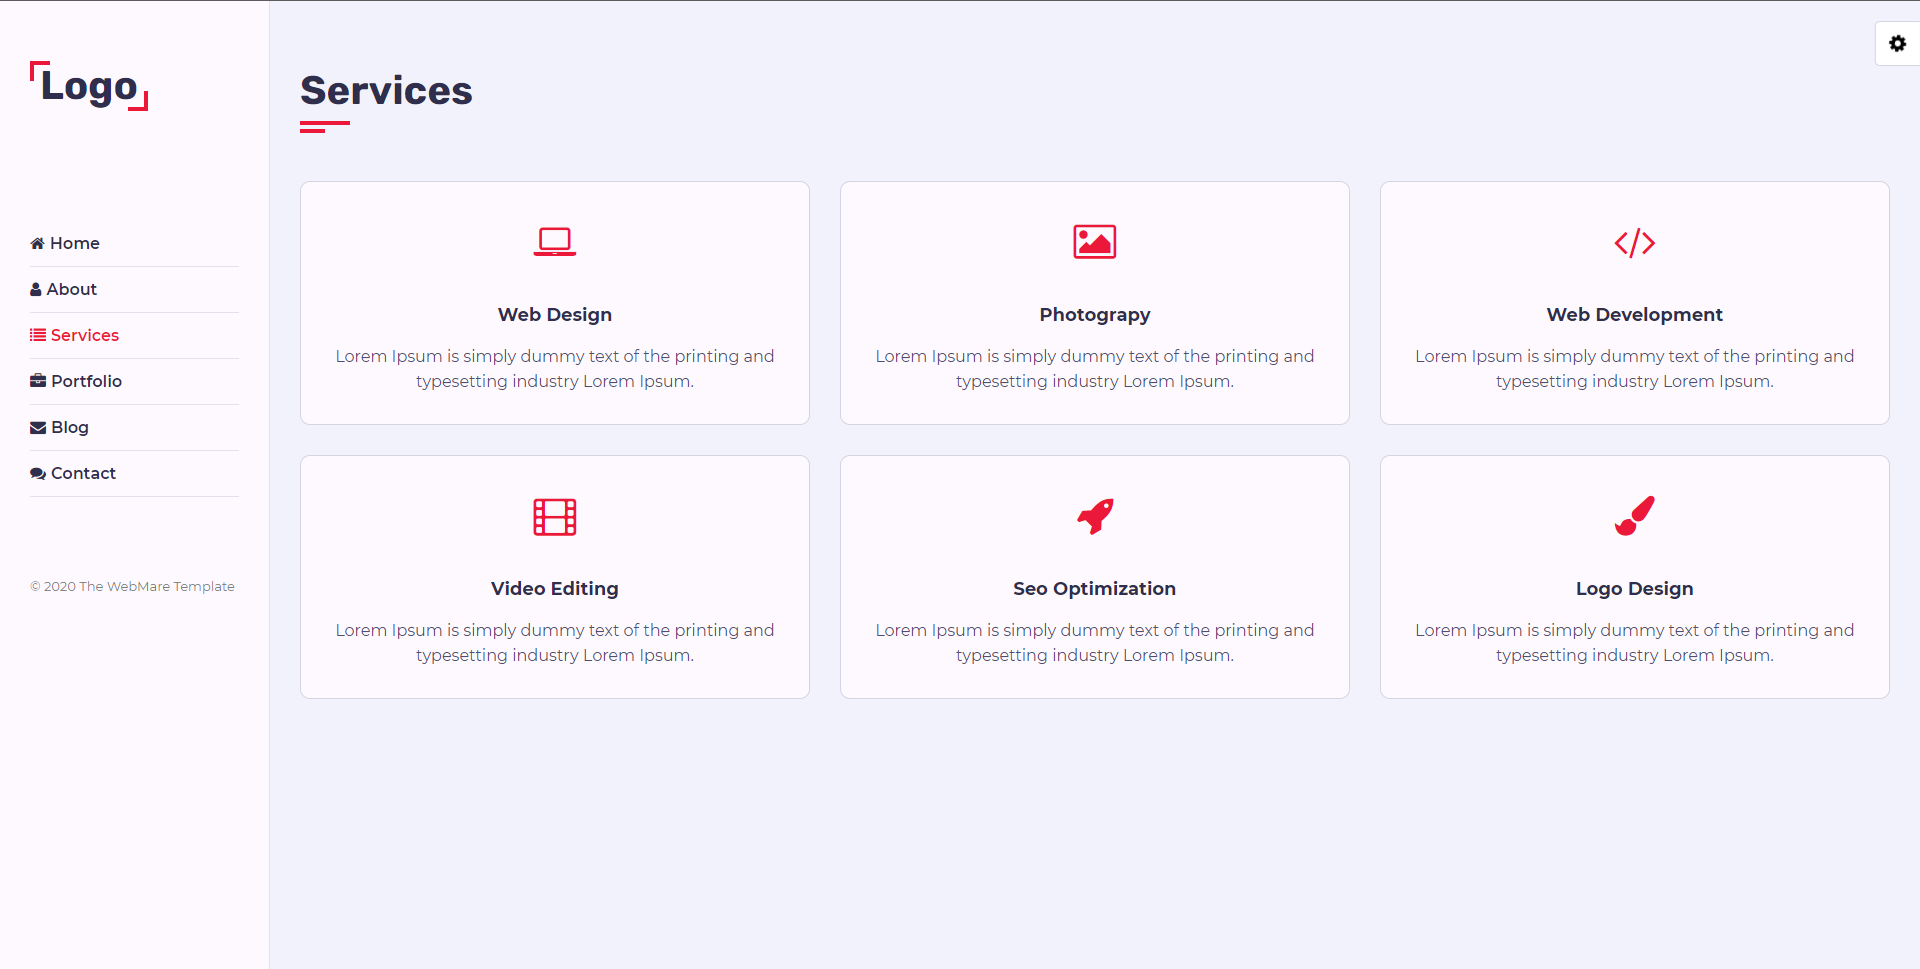 Logo
Home
About
Services
Portfolio
Blog
Contact
© 2020 The WebMare Template
Services
Web Design
Lorem Ipsum is simply dummy text of the printing and
typesetting industry Lorem Ipsum.
Photograpy
Lorem Ipsum is simply dummy text of the printing and
typesetting industry Lorem Ipsum.
Web Development
Lorem Ipsum is simply dummy text of the printing and
typesetting industry Lorem Ipsum.
Video Editing
Lorem Ipsum is simply dummy text of the printing and
typesetting industry Lorem Ipsum.
Seo Optimization
Lorem Ipsum is simply dummy text of the printing and
typesetting industry Lorem Ipsum.
Logo Design
Lorem Ipsum is simply dummy text of the printing and
typesetting industry Lorem Ipsum.